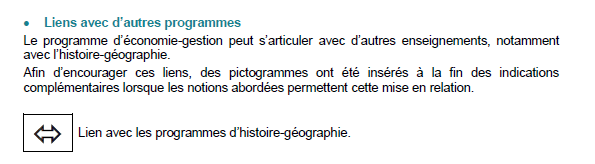 • Liens avec d'autres programmes
Le programme d'économie-gestion peut s'articuler avec d'autres enseignements, notamment
avec l'histoire-géographie.
Afin d'encourager ces liens, des pictogrammes ont été insérés à la fin des indications
complémentaires lorsque les notions abordées permettent cette mise en relation.
Lien avec les programmes d'histoire-géographie.